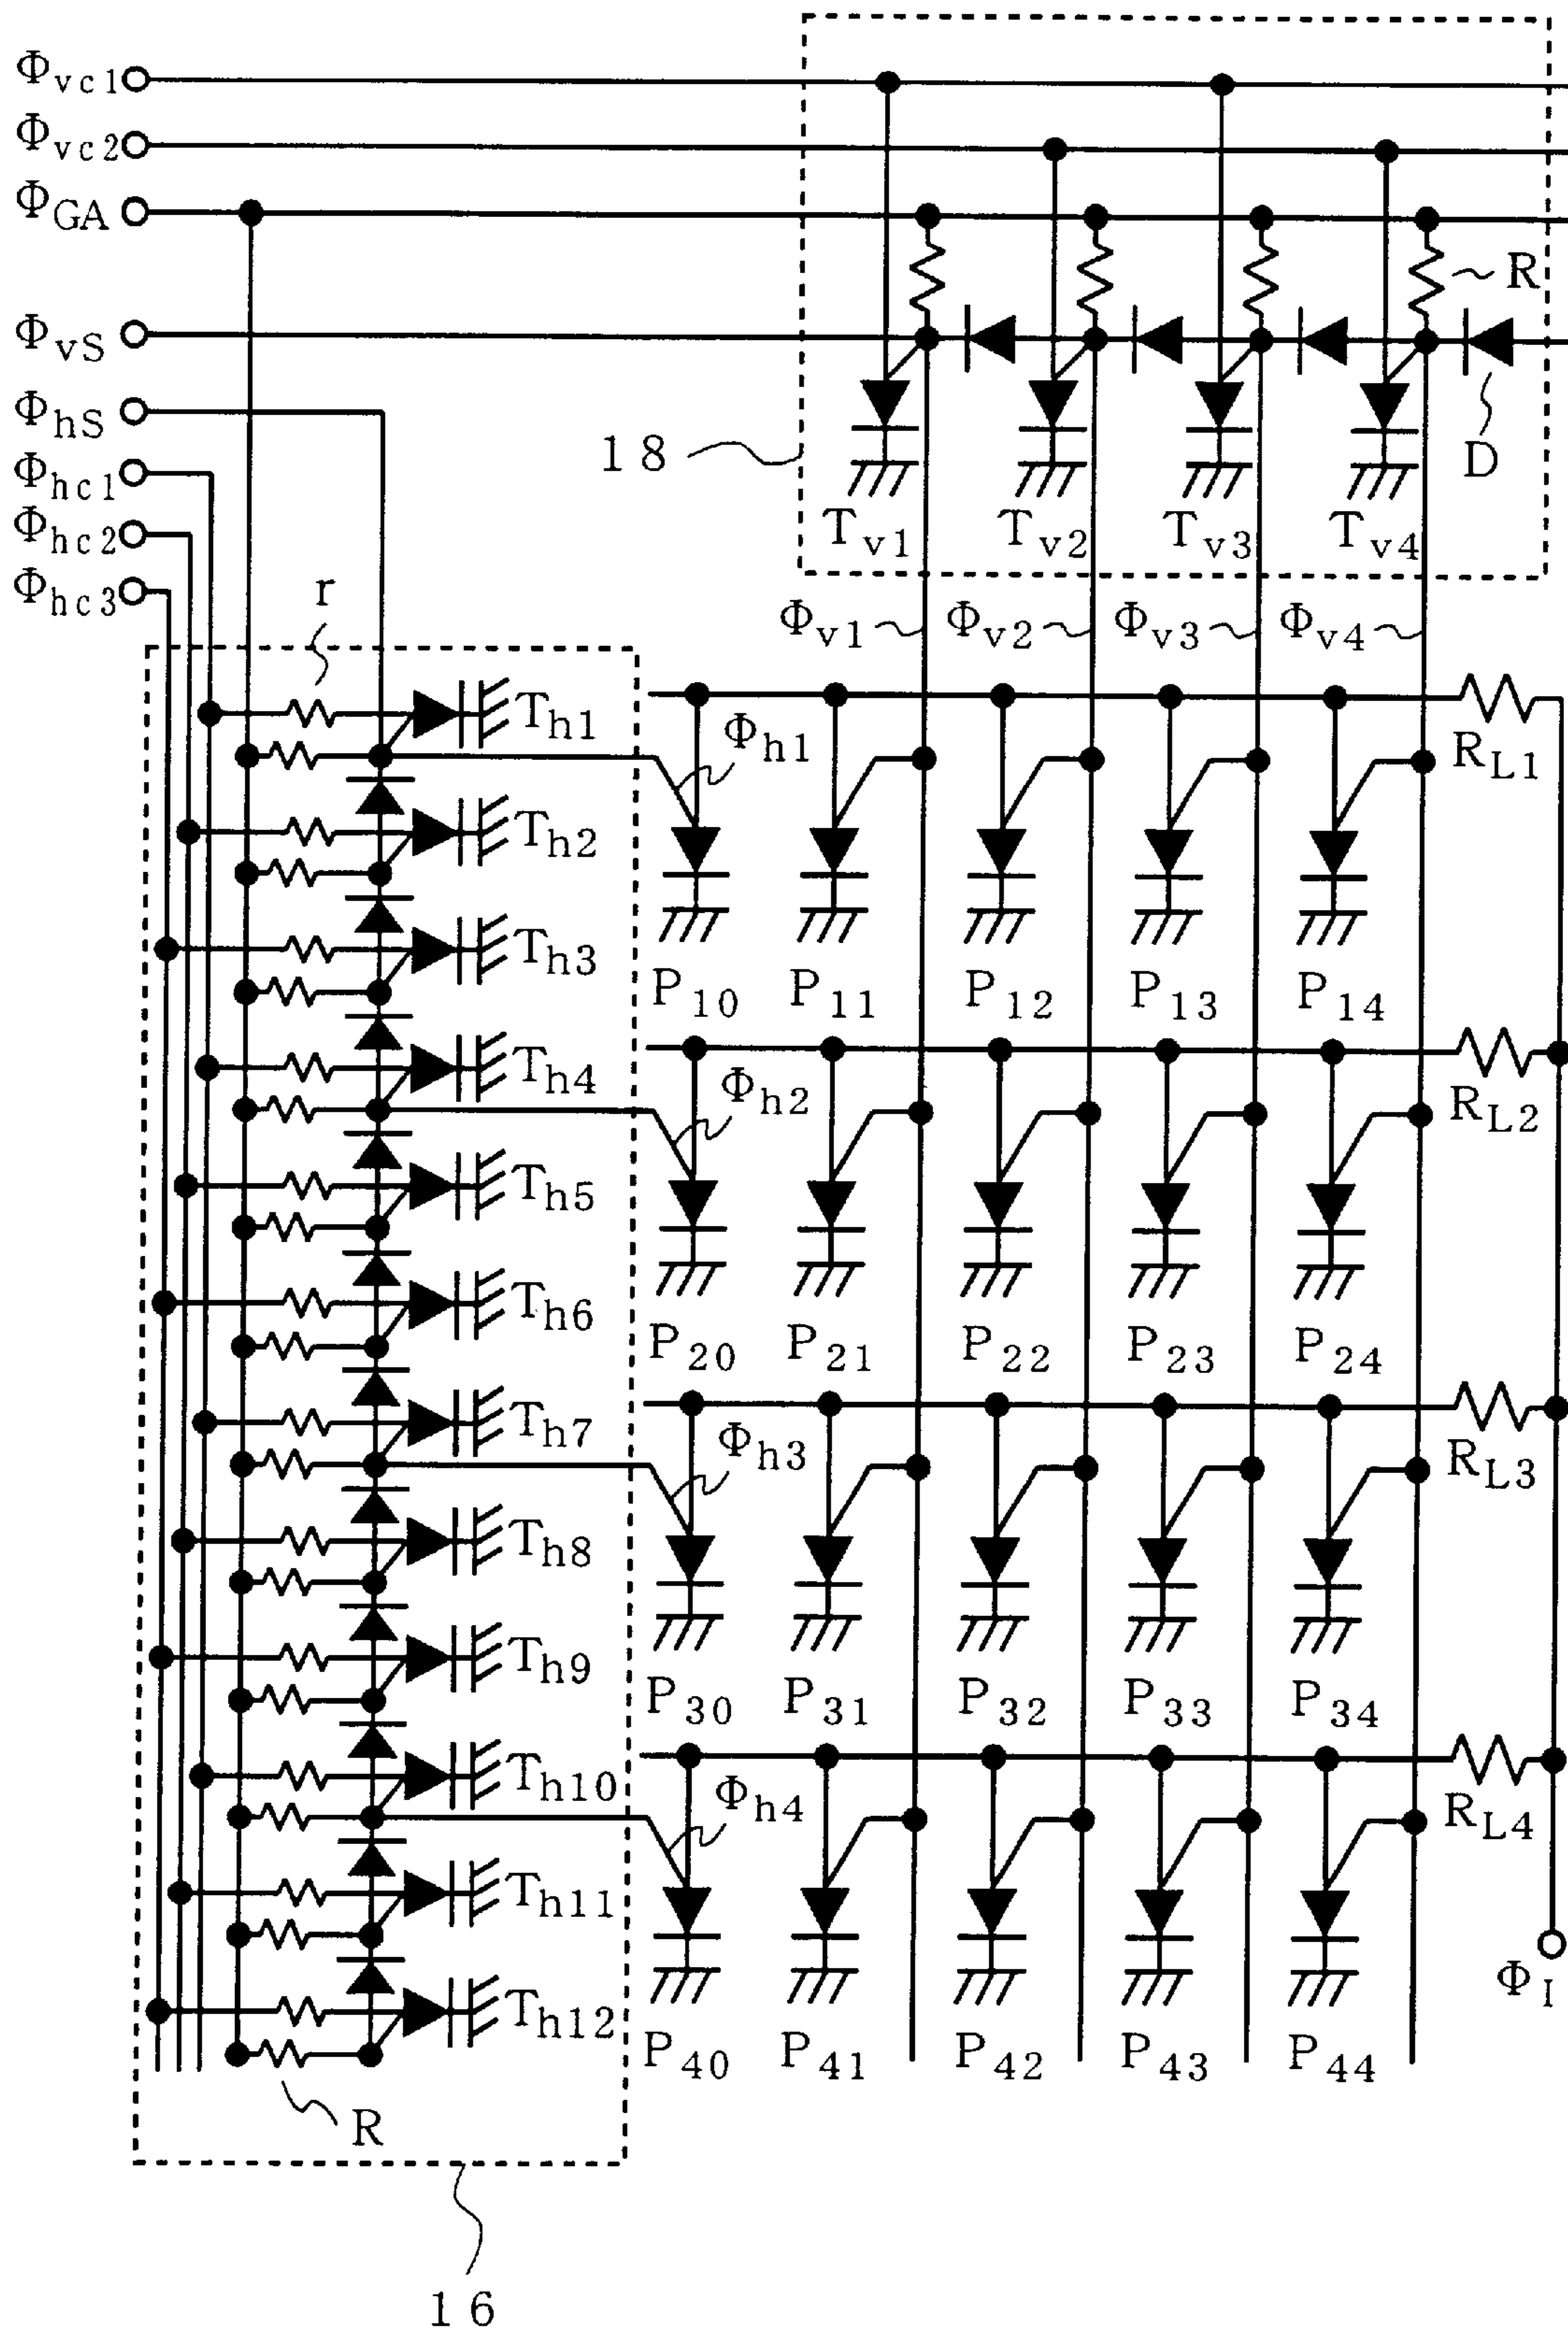 Φvc1
Φvc2
ΦGA
R
ΦvS
ΦhS
18
D
Φhc1
Tv1 Tv2 Tv3 Tv4
Φhc2
Φhc3
r
Φv1 Φv2 Φv3 Φv4
Th1
Φh1
RL1
Th2
Th3
P10 P11 P12 P13 P14
Th4
Φh2
RL2
Th5
Th6
P20 P21 P22 P23 P24
Th7
Φh3
RL3
Th8
Th9
P30 P31 P32 P33 P34
Th10
Φh4
RL4
Th11
ΦI
Th12
P40 P41 P42 P43 P44
R
16